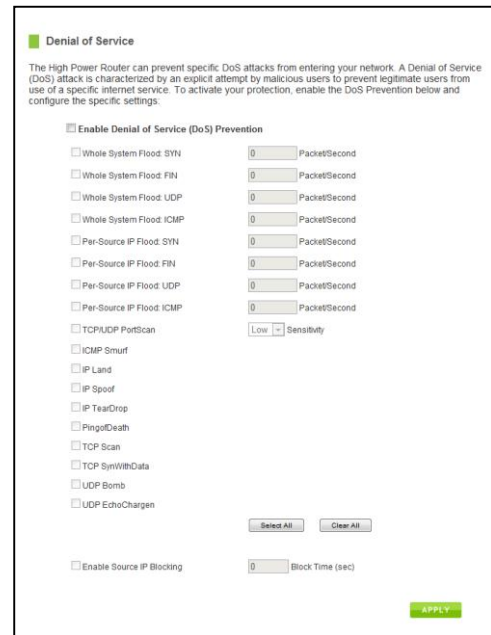 Denial of Service
The High Power Router can prevent specific DoS attacks from entering your network. A Denial of Service
(DoS) attack is characterized by an explicit attempt by malicious users to prevent legitimate users from
use of a specific internet service. To activate your protection, enable the DoS Prevention below and
configure the specific settings:
Enable Denial of Service (DoS) Prevention
Whole System Flood: SYN 0 Packet/Second
Whole System Flood: FIN 0 Packet/Second
Whole System Flood: UDP 0 Packet/Second
Whole System Flood: ICMP 0 Packet/Second
Per-Source IP Flood: SYN 0 Packet/Second
Per-Source IP Flood: FIN 0 Packet/Second
Per-Source IP Flood: UDP 0 Packet/Second
Per-Source IP Flood: ICMP 0 Packet/Second
TCP/UDP PortScan Low Sensitivity
ICMP Smurf
IP Land
IP Spoof
IP TearDrop
PingofDeath
TCP Scan
TCP SynWithData
UDP Bomb
UDP EchoChargen
Select All Clear All
Enable Source IP Blocking 0 Block Time (sec)
APPLY